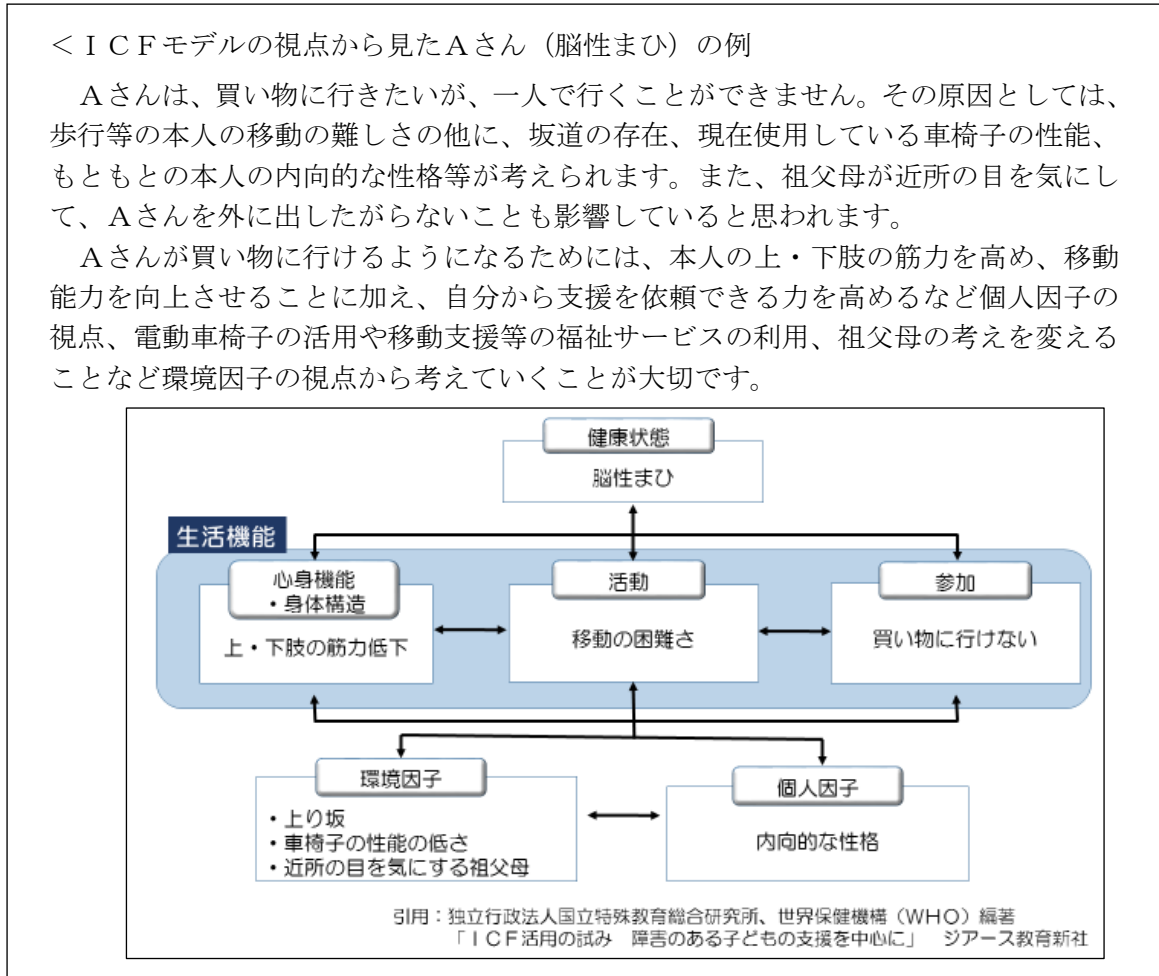 ＜ＩＣＦモデルの視点から見たＡさん（脳性まひ）の例
　Ａさんは、買い物に行きたいが、一人で行くことができません。その原因としては、
歩行等の本人の移動の難しさの他に、坂道の存在、現在使用している車椅子の性能、
もともとの本人の内向的な性格等が考えられます。また、祖父母が近所の目を気にし
て、Ａさんを外に出したがらないことも影響していると思われます。
　Ａさんが買い物に行けるようになるためには、本人の上・下肢の筋力を高め、移動
能力を向上させることに加え、自分から支援を依頼できる力を高めるなど個人因子の
視点、電動車椅子の活用や移動支援等の福祉サービスの利用、祖父母の考えを変える
ことなど環境因子の視点から考えていくことが大切です。
健康状態
脳性まひ
生活機能
心身機能
・身体構造
上・下肢の筋力低下
活動
移動の困難さ
参加
買い物に行けない
環境因子
・上り坂
・車椅子の性能の低さ
・近所の目を気にする祖父母
個人因子
内向的な性格
引用：独立行政法人国立特殊教育総合研究所、世界保健機構（WHO）編著
「ＩＣＦ活用の試み　障害のある子どもの支援を中心に」　ジアース教育新社